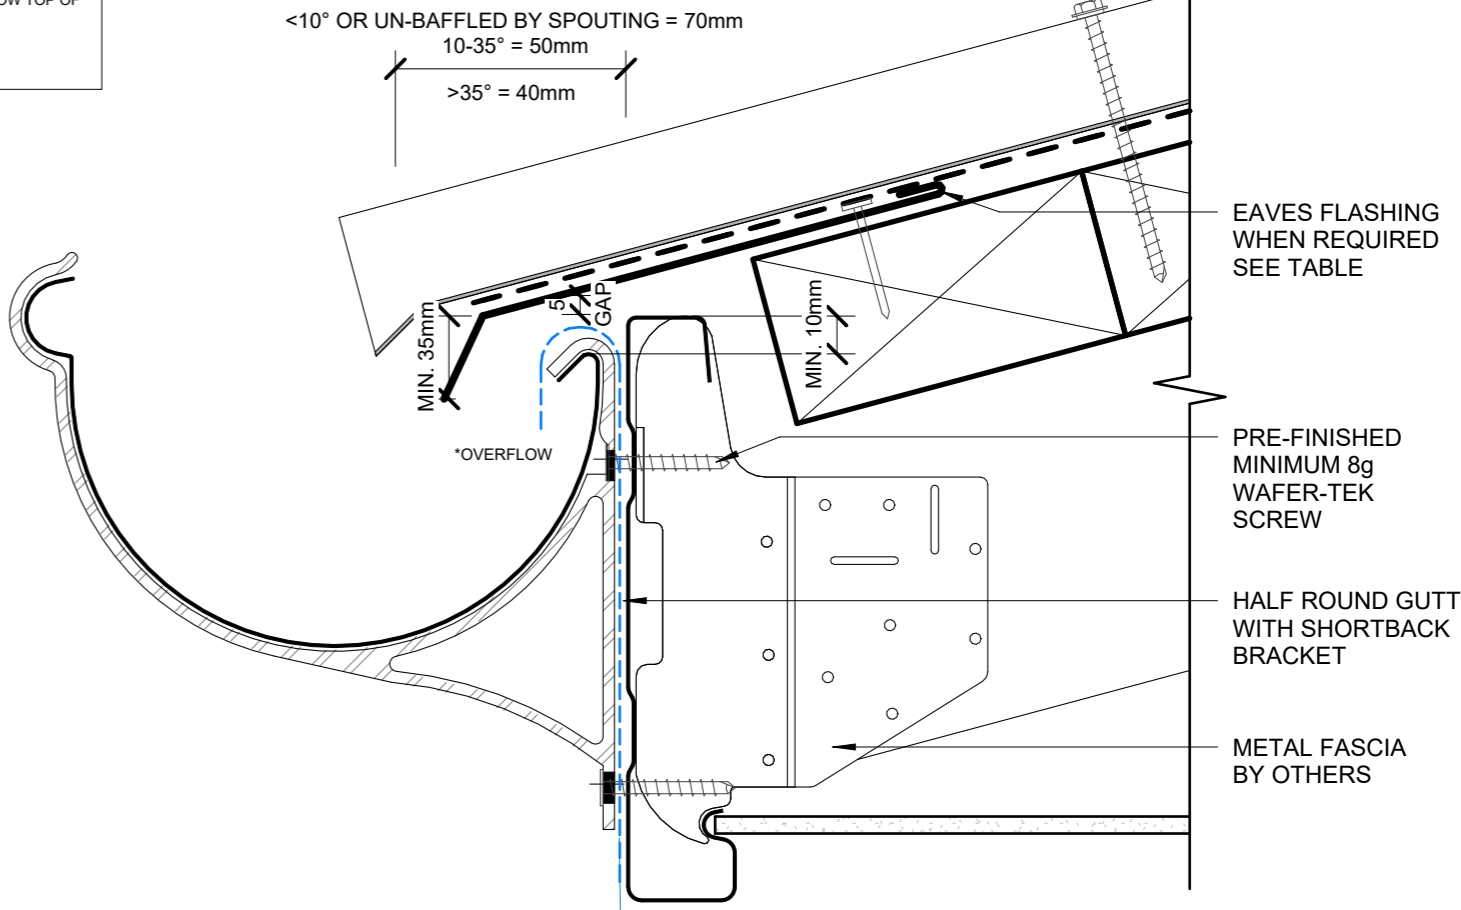 <10° OR UN-BAFFLED BY SPOUTING = 70mm
10-35° = 50mm
>35° = 40mm
EAVES FLASHING
WHEN REQUIRED
SEE TABLE
MIN. 35mm
5
GAP
MIN. 10mm
*OVERFLOW
PRE-FINISHED
MINIMUM 8g
WAFER-TEK
SCREW
HALF ROUND GUTT
WITH SHORTBACK
BRACKET
METAL FASCIA
BY OTHERS